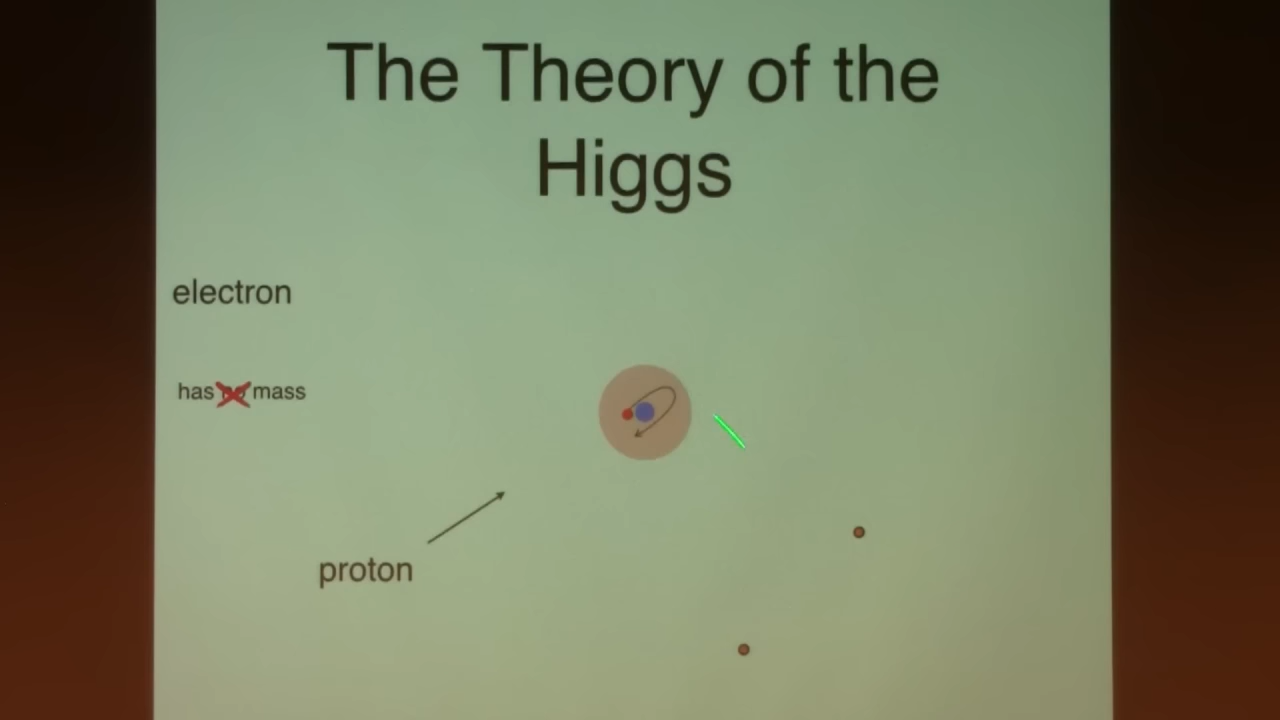 The Theory of the
Higgs
electron
has no mass
proton